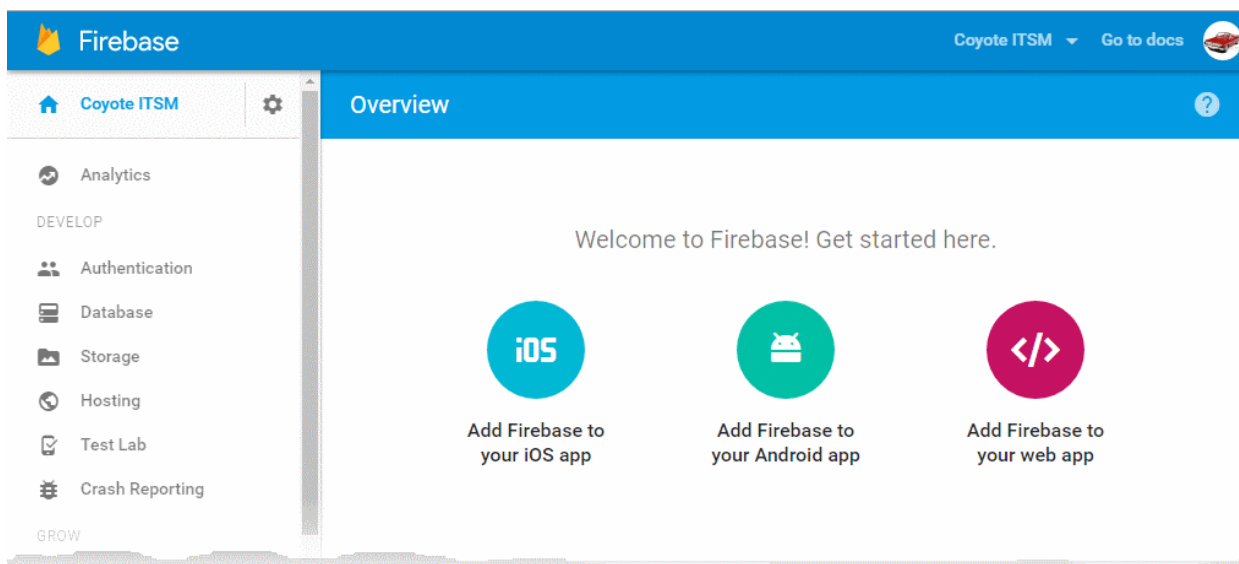 Firebase
Coyote ITSM
Go to docs
Coyote ITSM
Overview
Analytics
DEVELOP
Authentication
Database
Storage
Hosting
Test Lab
Crash Reporting
GROW
Welcome to Firebase! Get started here.
iOS
Add Firebase to
your iOS app
</>
Add Firebase to
your Android app
Add Firebase to
your web app